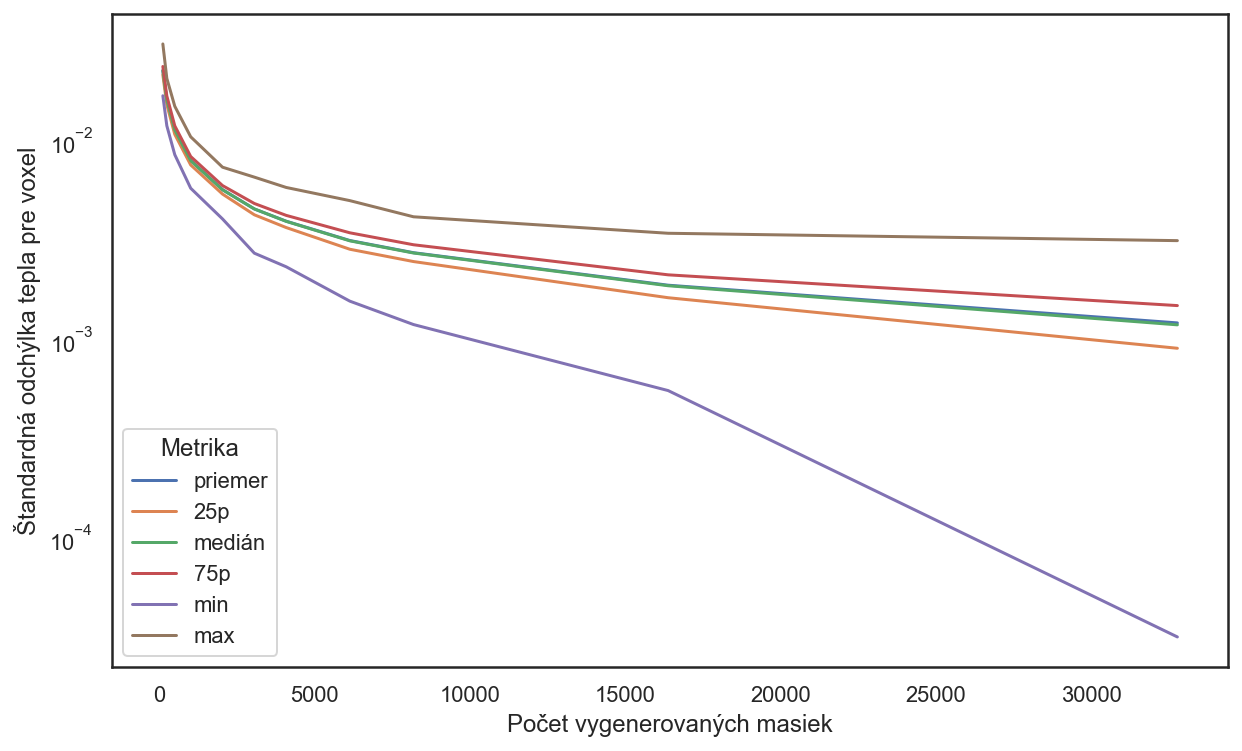 Štandardná odchýlka tepla pre voxel
10⁻²
10⁻³
10⁻⁴
Metrika
priemer
25p
medián
75p
min
max
0 5000 10000 15000 20000 25000 30000
Počet vygenerovaných masiek